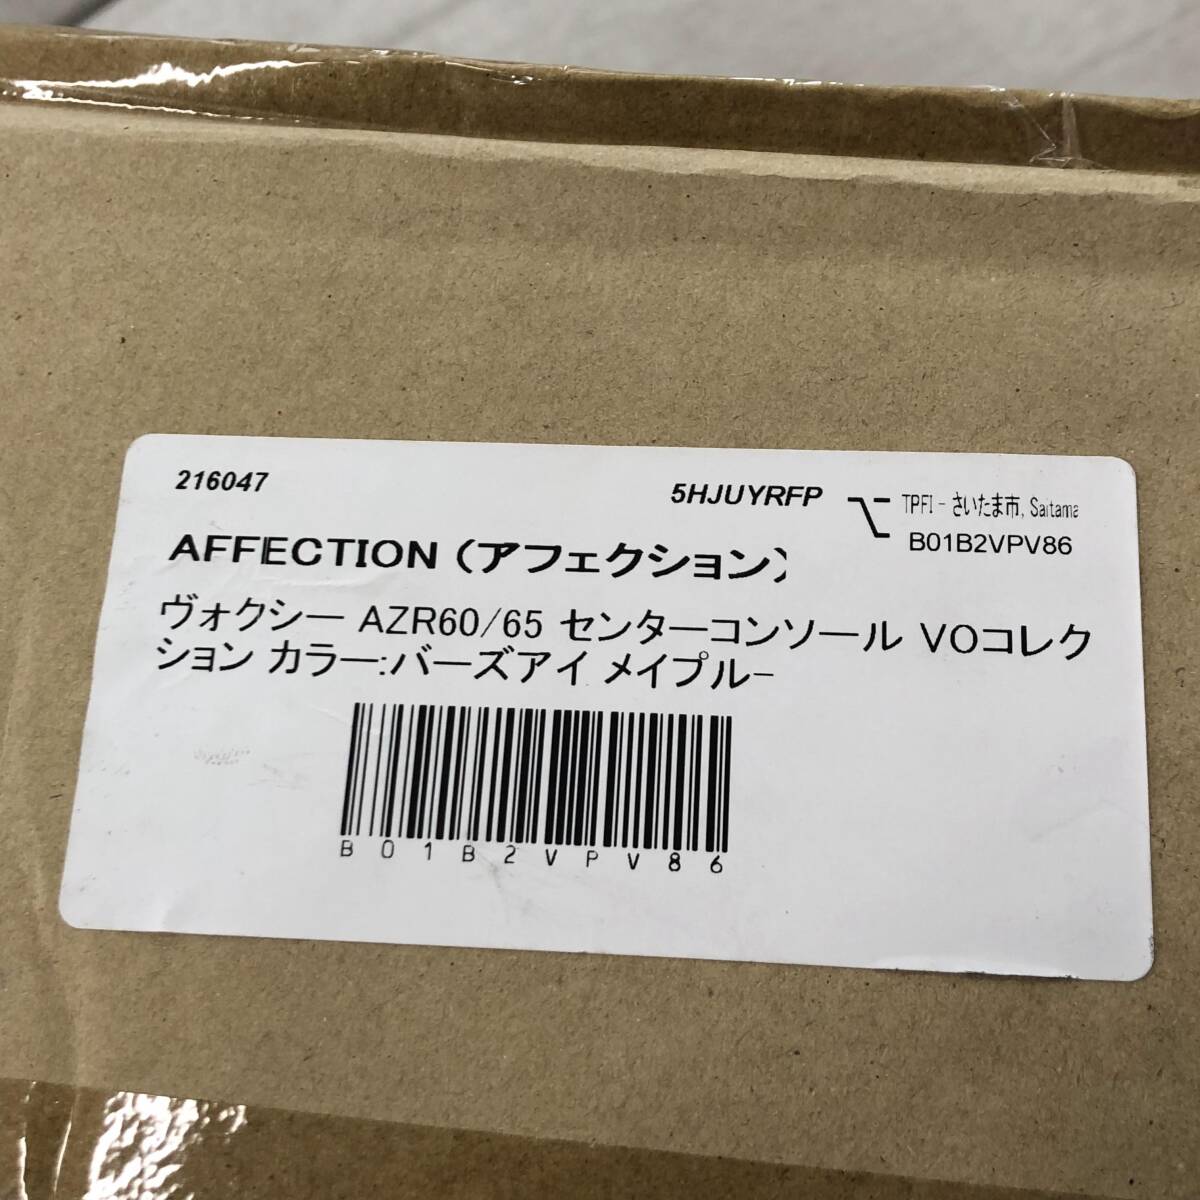 216047
5HJUYRFP
TPFI - さいたま市, Saitama
B01B2VPV86
AFFECTION (アフェクション)
ヴォクシー AZR60/65 センターコンソール VOコレク
ション カラー:バーズアイ メイプル-
B01B2VPV86